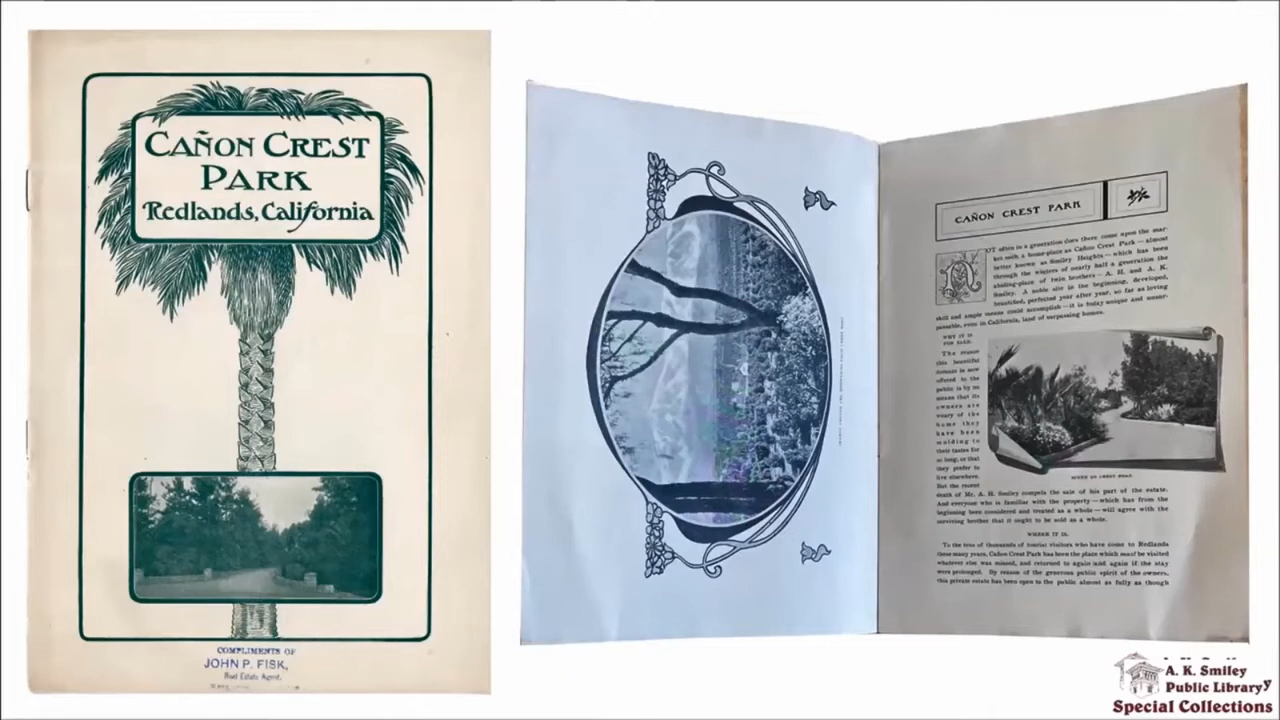 CAÑON CREST
PARK
Redlands, California
COMPLIMENTS OF
JOHN P. FISK,
Real Estate Agent,
CAÑON CREST PARK
NOT often in a generation does there come upon the mar-
ket such a home-place as Cañon Crest Park — almost
better known as Smiley Heights — which has been
through the winters of nearly half a generation the
abiding-place of twin brothers — A. H. and A. K.
Smiley. A noble site in the beginning, developed,
beautified, perfected year after year, so far as loving
skill and ample means could accomplish — it is today unique and unsur-
passable, even in California, land of surpassing homes.
WHY IT IS
FOR SALE.
The reason
this beautiful
domain is now
offered to the
public is by no
means that its
owners are
weary of the
home they
have been
molding to
their tastes for
so long, or that
they prefer to
live elsewhere.
But the recent
death of Mr. A. H. Smiley compels the sale of his part of the estate.
And everyone who is familiar with the property — which has from the
beginning been considered and treated as a whole — will agree with the
surviving brother that it ought to be sold as a whole.
SCENE ON CREST ROAD.
WHERE IT IS.
To the tens of thousands of tourist visitors who have come to Redlands
these many years, Cañon Crest Park has been the place which must be visited
whatever else was missed, and returned to again and again if the stay
were prolonged. By reason of the generous public spirit of the owners,
this private estate has been open to the public almost as fully as though
A. K. Smiley
Public Library
Special Collections